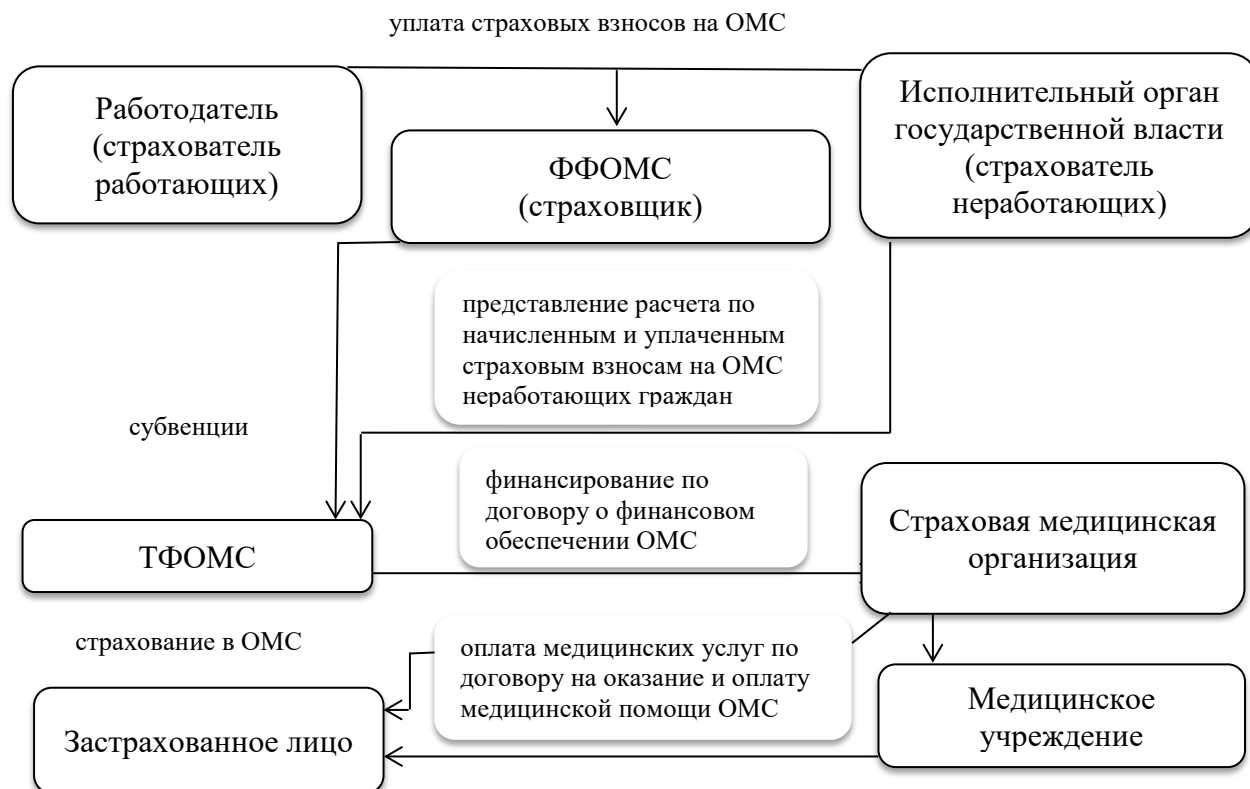 уплата страховых взносов на ОМС
Работодатель
(страхователь
работающих)
Исполнительный орган
государственной власти
(страхователь
неработающих)
ФФОМС
(страховщик)
представление расчета по
начисленным и уплаченным
страховым взносам на ОМС
неработающих граждан
субвенции
финансирование по
договору о финансовом
обеспечении ОМС
Страховая медицинская
организация
ТФОМС
страхование в ОМС
оплата медицинских услуг по
договору на оказание и оплату
медицинской помощи ОМС
Медицинское
учреждение
Застрахованное лицо